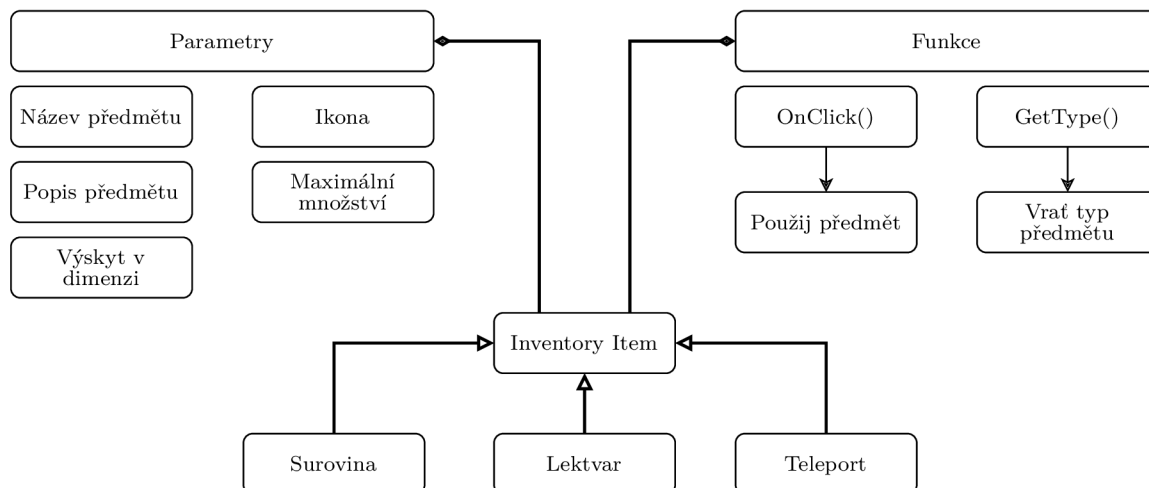 Parametry
Funkce
Název předmětu
Ikona
OnClick()
GetType()
Popis předmětu
Maximální
množství
Použij předmět
Vrať typ
předmětu
Výskyt v
dimenzi
Inventory Item
Surovina
Lektvar
Teleport